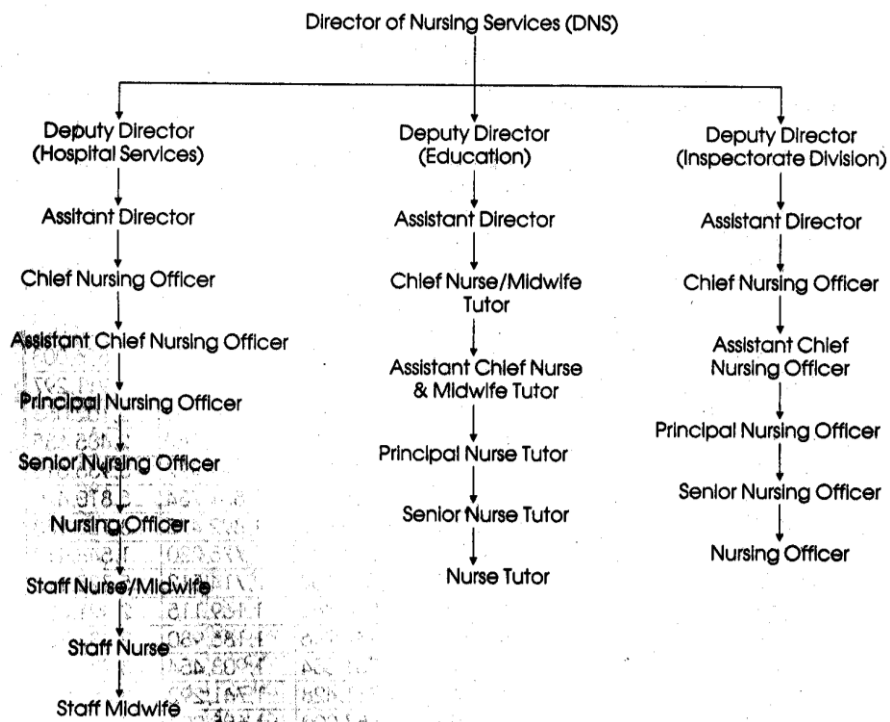 Director of Nursing Services (DNS)
Deputy Director
(Hospital Services)
Assitant Director
Chief Nursing Officer
Assistant Chief Nursing Officer
Principal Nursing Officer
Senior Nursing Officer
Nursing Officer
Staff Nurse/Midwife
Staff Nurse
Staff Midwife
Deputy Director
(Education)
Assistant Director
Chief Nurse/Midwife
Tutor
Assistant Chief Nurse
& Midwife Tutor
Principal Nurse Tutor
Senior Nurse Tutor
Nurse Tutor
Deputy Director
(Inspectorate Division)
Assistant Director
Chief Nursing Officer
Assistant Chief
Nursing Officer
Principal Nursing Officer
Senior Nursing Officer
Nursing Officer